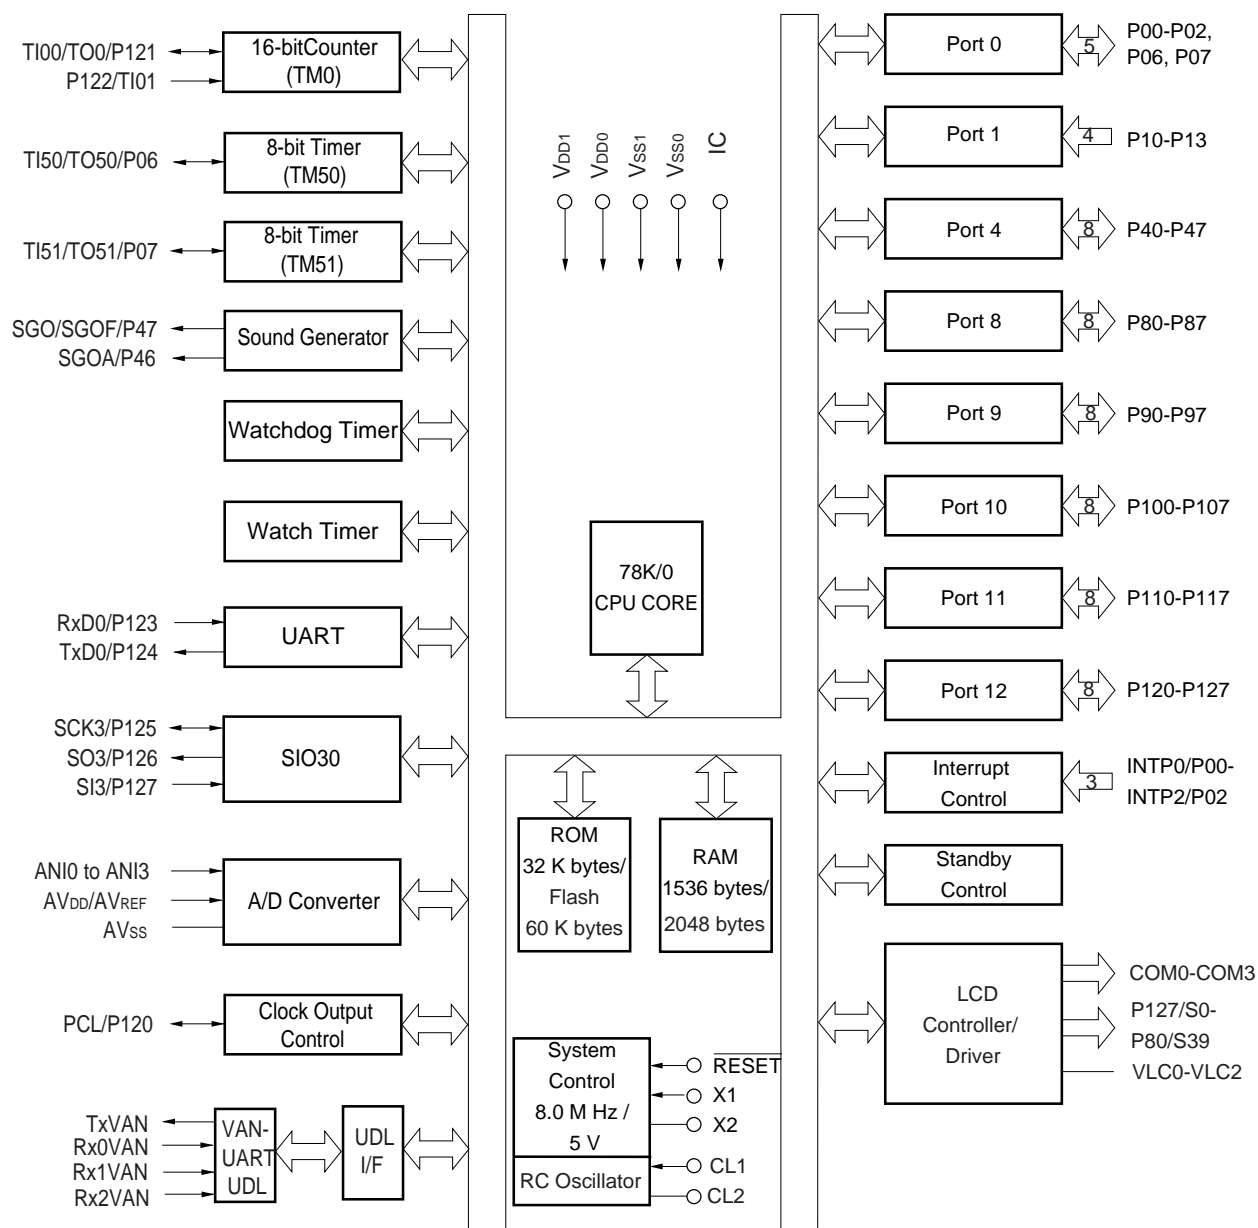 TI00/TO0/P121
P122/TI01
16-bitCounter
(TM0)
TI50/TO50/P06
8-bit Timer
(TM50)
TI51/TO51/P07
8-bit Timer
(TM51)
SGO/SGOF/P47
SGOA/P46
Sound Generator
Watchdog Timer
Watch Timer
RxD0/P123
TxD0/P124
UART
SCK3/P125
SO3/P126
SI3/P127
SIO30
ANI0 to ANI3
AVDD/AVREF
AVSS
A/D Converter
PCL/P120
Clock Output
Control
TxVAN
Rx0VAN
Rx1VAN
Rx2VAN
VAN-
UART
UDL
UDL
I/F
VDD1
VDD0
VSS1
VSS0
IC
78K/0
CPU CORE
ROM
32 K bytes/
Flash
60 K bytes
RAM
1536 bytes/
2048 bytes
System
Control
8.0 M Hz /
5 V
RC Oscillator
RESET
X1
X2
CL1
CL2
Port 0
5
P00-P02,
P06, P07
Port 1
4
P10-P13
Port 4
8
P40-P47
Port 8
8
P80-P87
Port 9
8
P90-P97
Port 10
8
P100-P107
Port 11
8
P110-P117
Port 12
8
P120-P127
Interrupt
Control
3
INTP0/P00-
INTP2/P02
Standby
Control
LCD
Controller/
Driver
COM0-COM3
P127/S0-
P80/S39
VLC0-VLC2